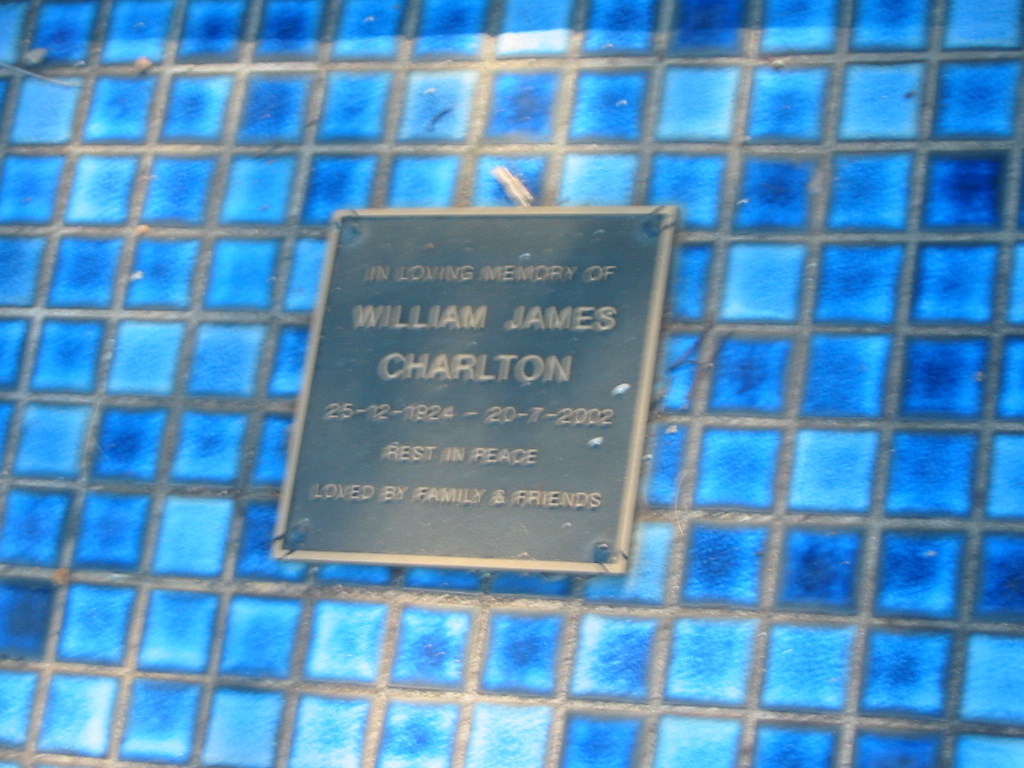 IN LOVING MEMORY OF
WILLIAM JAMES
CHARLTON
25-12-1924 - 20-7-2002
REST IN PEACE
LOVED BY FAMILY & FRIENDS